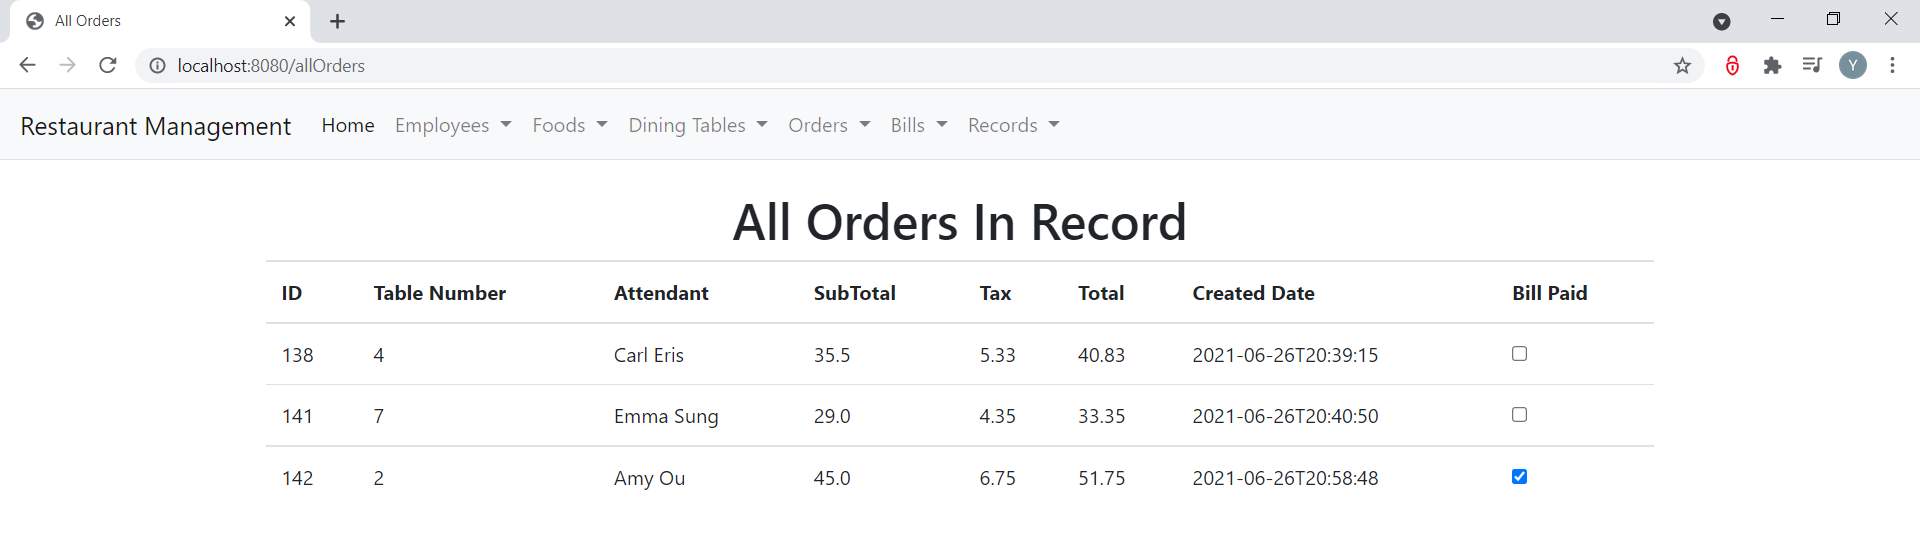 All Orders
localhost:8080/allOrders
Y
Restaurant Management Home Employees Foods Dining Tables Orders Bills Records
All Orders In Record
ID Table Number Attendant SubTotal Tax Total Created Date Bill Paid
138 4 Carl Eris 35.5 5.33 40.83 2021-06-26T20:39:15
141 7 Emma Sung 29.0 4.35 33.35 2021-06-26T20:40:50
142 2 Amy Ou 45.0 6.75 51.75 2021-06-26T20:58:48